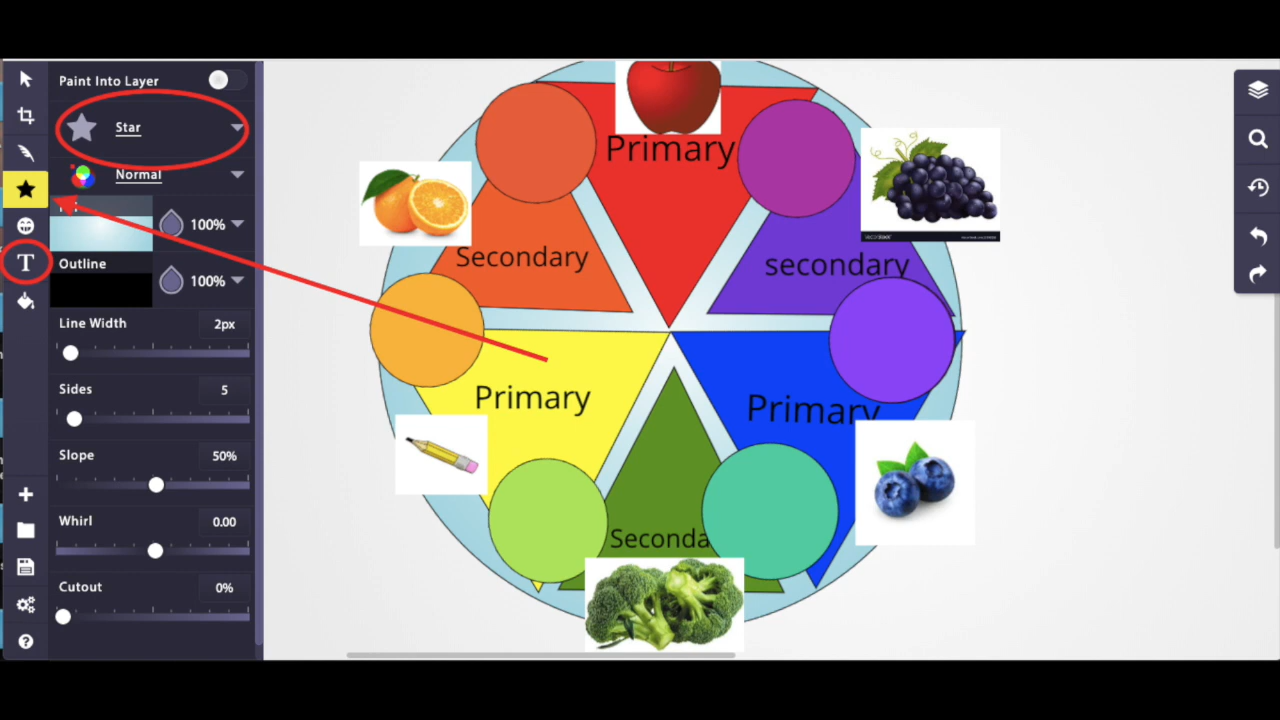 Paint Into Layer
Star
Normal
100%
Outline
100%
Line Width 2px
Sides 5
Slope 50%
Whirl 0.00
Cutout 0%
T
?
Primary
Secondary
secondary
Primary
Primary
Seconda